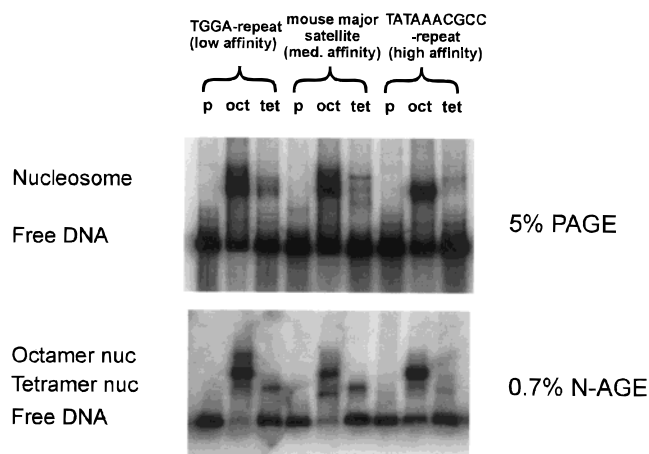 TGGA-repeat
(low affinity)
mouse major
satellite
(med. affinity)
TATAAACGCC
-repeat
(high affinity)
p oct tet p oct tet p oct tet
Nucleosome
Free DNA
5% PAGE
Octamer nuc
Tetramer nuc
Free DNA
0.7% N-AGE